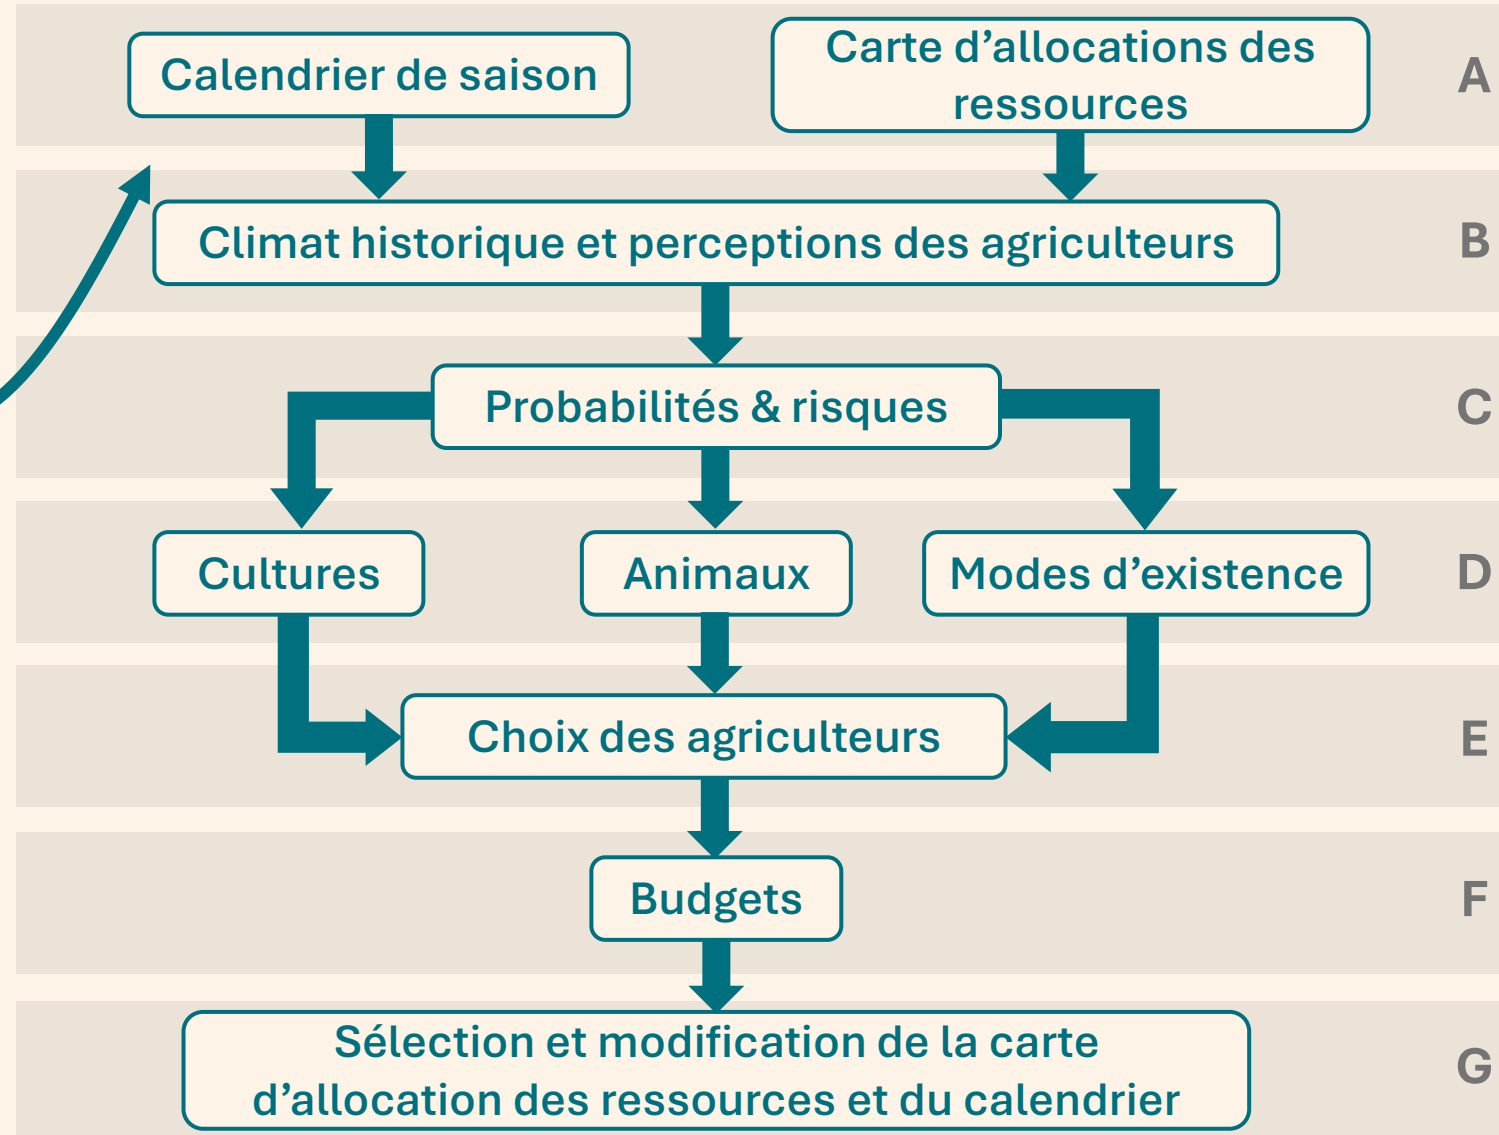 Calendrier de saison
Carte d’allocations des
ressources
A
Climat historique et perceptions des agriculteurs
B
Probabilités & risques
C
Cultures
Animaux
Modes d’existence
D
Choix des agriculteurs
E
Budgets
F
Sélection et modification de la carte
d’allocation des ressources et du calendrier
G